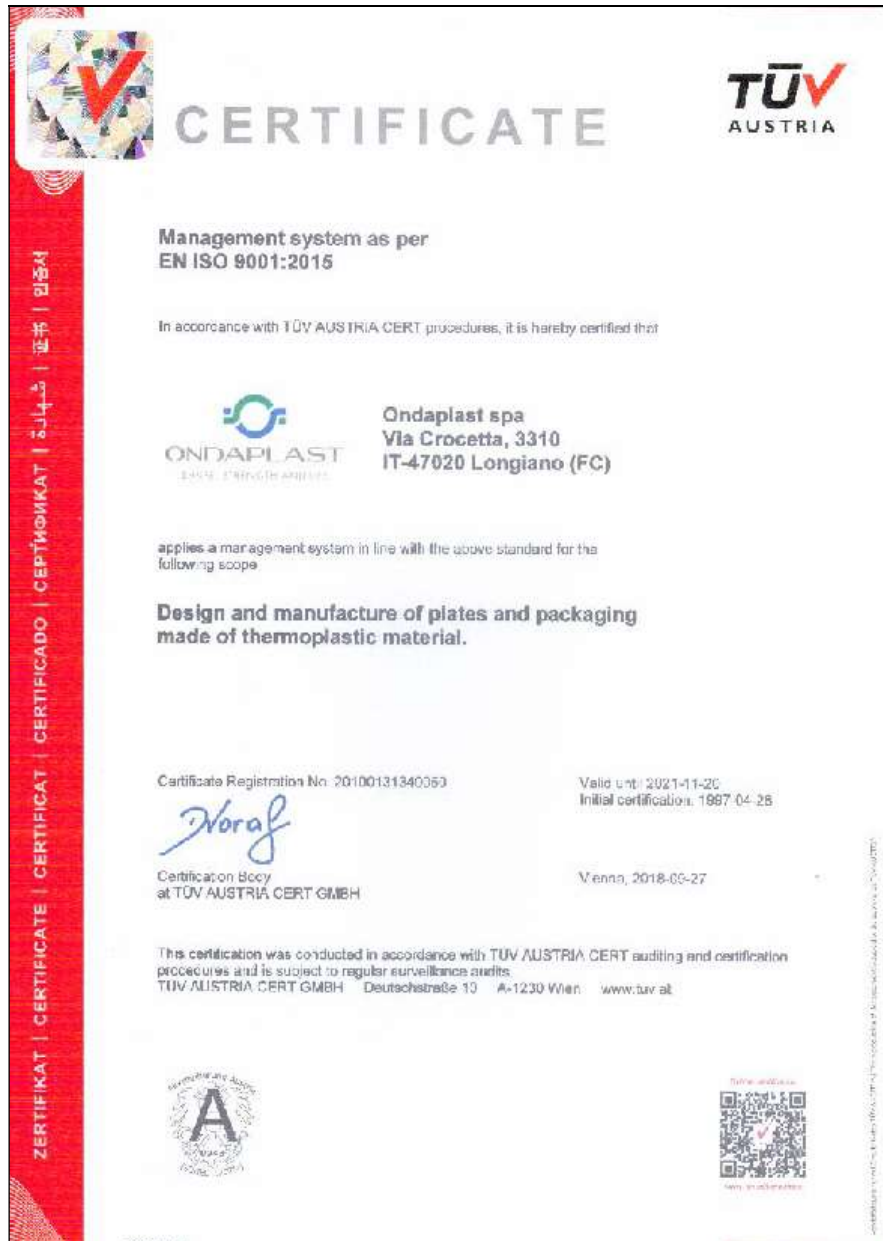 CERTIFICATE
TÜV
AUSTRIA
Management system as per
EN ISO 9001:2015
In accordance with TÜV AUSTRIA CERT procedures, it is hereby certified that
ONDAPLAST
Ondaplast spa
Via Crocetta, 3310
IT-47020 Longiano (FC)
applies a management system in line with the above standard for the
following scope
Design and manufacture of plates and packaging
made of thermoplastic material.
Certificate Registration No. 20100131340050
Valid until 2021-11-20
Initial certification: 1997-04-28
Certification Body
at TÜV AUSTRIA CERT GMBH
Vienna, 2018-09-27
This certification was conducted in accordance with TÜV AUSTRIA CERT auditing and certification
procedures and is subject to regular surveillance audits
TÜV AUSTRIA CERT GMBH Deutschstraße 10 A-1230 Wien www.tuv.at
A
ZERTIFIKAT | CERTIFICATE | CERTIFICAT | CERTIFICADO | СЕРТИФИКАТ | شهادة | 证书 | 인증서